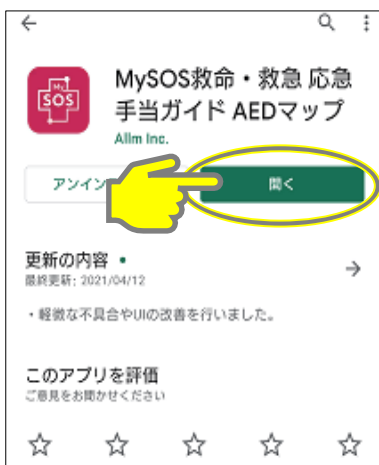 My
SOS
MySOS救命・救急 応急
手当ガイド AEDマップ
Allm Inc.
アンイン
開く
更新の内容
最終更新: 2021/04/12
・軽微な不具合やUIの改善を行いました。
このアプリを評価
ご意見をお聞かせください